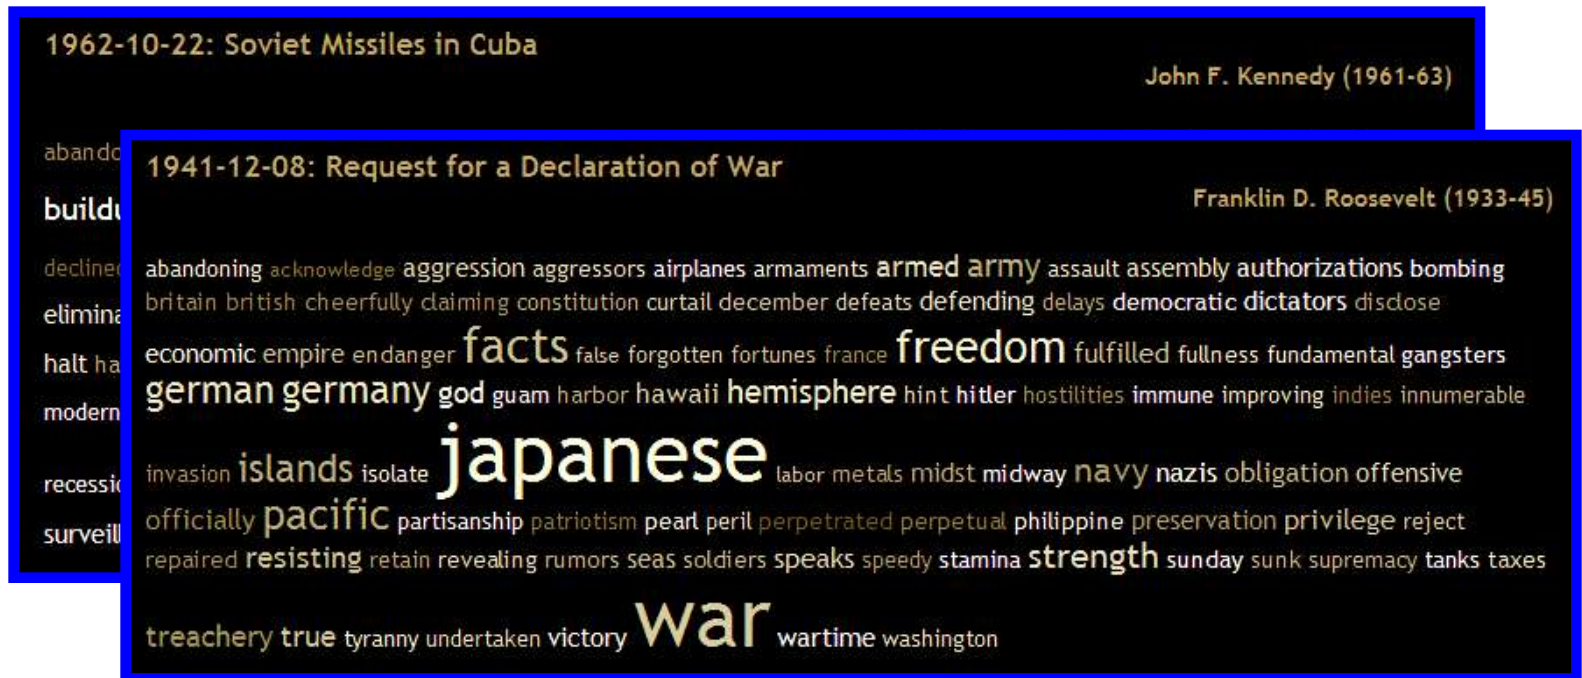 1962-10-22: Soviet Missiles in Cuba
John F. Kennedy (1961-63)
1941-12-08: Request for a Declaration of War
Franklin D. Roosevelt (1933-45)
halt
abandoning acknowledge aggression aggressors airplanes armaments armed army assault assembly authorizations bombing
britain british cheerfully claiming constitution curtail december defeats defending delays democratic dictators disclose
economic empire endanger facts false forgotten fortunes france freedom fulfilled fullness fundamental gangsters
german germany god guam harbor hawaii hemisphere hint hitler hostilities immune improving indies innumerable
invasion islands isolate japanese labor metals midst midway navy nazis obligation offensive
officially pacific partisanship patriotism pearl peril perpetrated perpetual philippine preservation privilege reject
repaired resisting retain revealing rumors seas soldiers speaks speedy stamina strength sunday sunk supremacy tanks taxes
treachery true tyranny undertaken victory war wartime washington